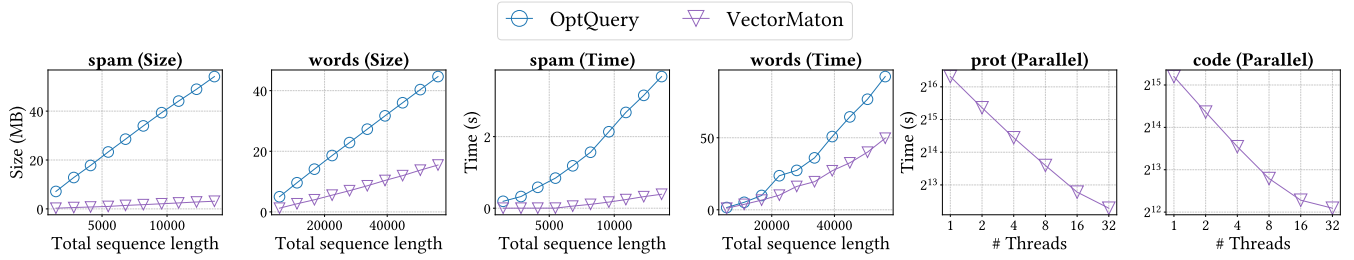 OptQuery VectorMaton
spam (Size) words (Size) spam (Time) words (Time) prot (Parallel) code (Parallel)
Size (MB)
0 20 40
5000 10000
Total sequence length
0 20 40
20000 40000
Total sequence length
Time (s)
0 2
5000 10000
Total sequence length
0 50
20000 40000
Total sequence length
Time (s)
2^16
2^15
2^14
2^13
1 2 4 8 16 32
# Threads
2^15
2^14
2^13
2^12
1 2 4 8 16 32
# Threads